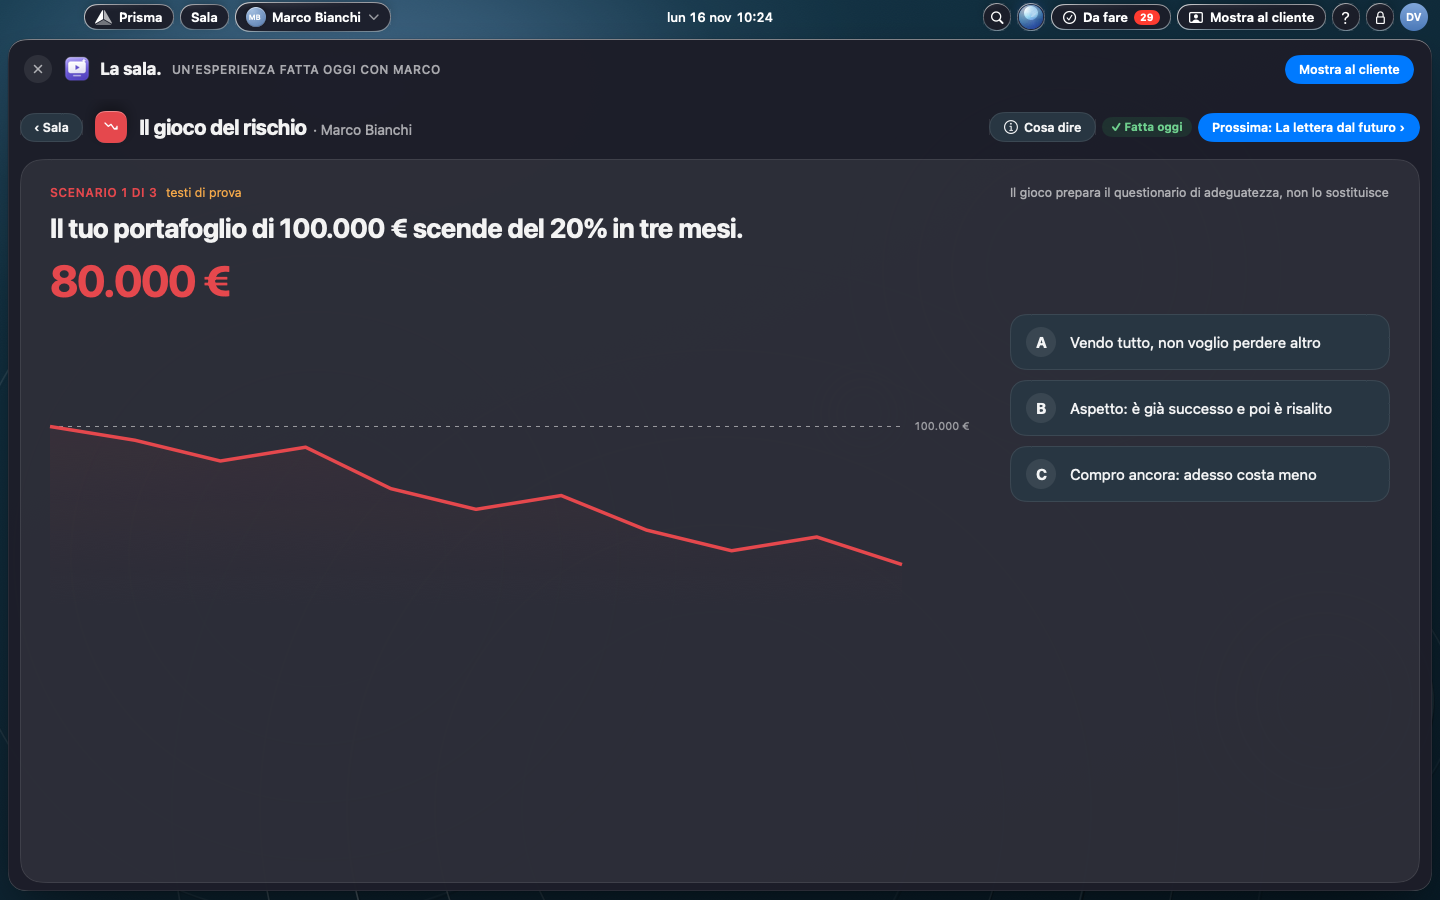 Prisma
Sala
MB Marco Bianchi
lun 16 nov 10:24
Da fare 29
Mostra al cliente
?
DV
La sala. UN'ESPERIENZA FATTA OGGI CON MARCO
Mostra al cliente
‹ Sala
Il gioco del rischio · Marco Bianchi
Cosa dire
✓ Fatta oggi
Prossima: La lettera dal futuro ›
SCENARIO 1 DI 3 testi di prova
Il gioco prepara il questionario di adeguatezza, non lo sostituisce
Il tuo portafoglio di 100.000 € scende del 20% in tre mesi.
80.000 €
A Vendo tutto, non voglio perdere altro
B Aspetto: è già successo e poi è risalito
C Compro ancora: adesso costa meno
100.000 €